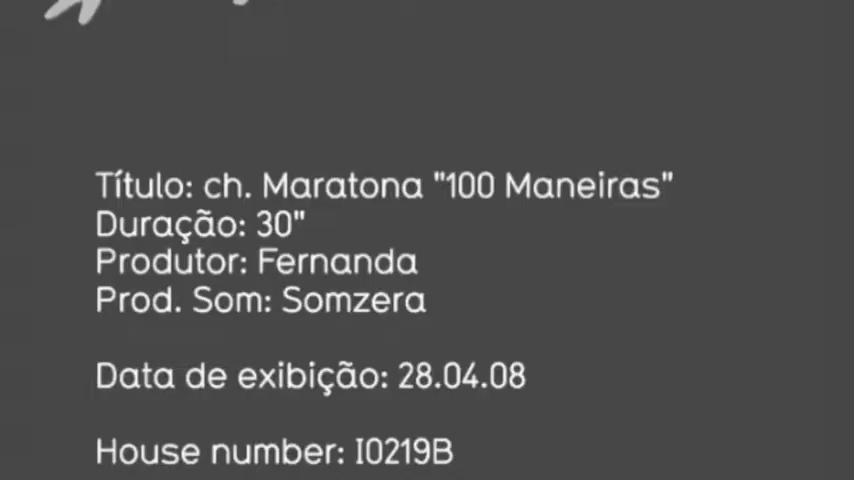 Título: ch. Maratona "100 Maneiras"
Duração: 30"
Produtor: Fernanda
Prod. Som: Somzera
Data de exibição: 28.04.08
House number: I0219B